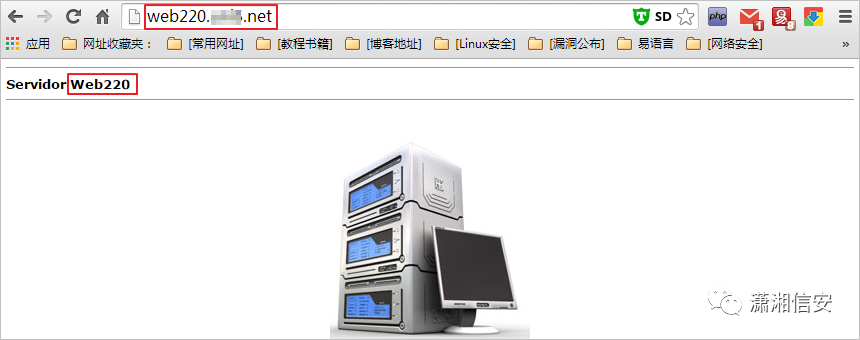 web220. .net
SD
php
1
8
应用 网址收藏夹： [常用网址] [教程书籍] [博客地址] [Linux安全] [漏洞公布] 易语言 [网络安全] »
Servidor Web220
潇湘信安